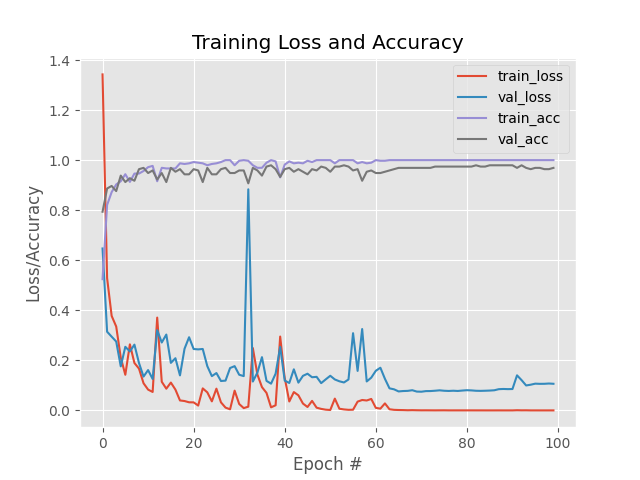 Training Loss and Accuracy
1.4
1.2
1.0
0.8
0.6
0.4
0.2
0.0
Loss/Accuracy
train_loss
val_loss
train_acc
val_acc
0 20 40 60 80 100
Epoch #